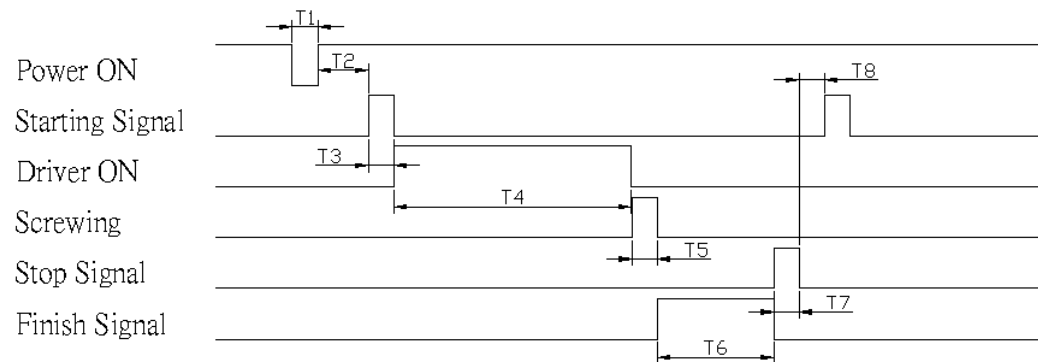 T1
Power ON
T2
T8
Starting Signal
T3
Driver ON
T4
Screwing
T5
Stop Signal
T7
Finish Signal
T6